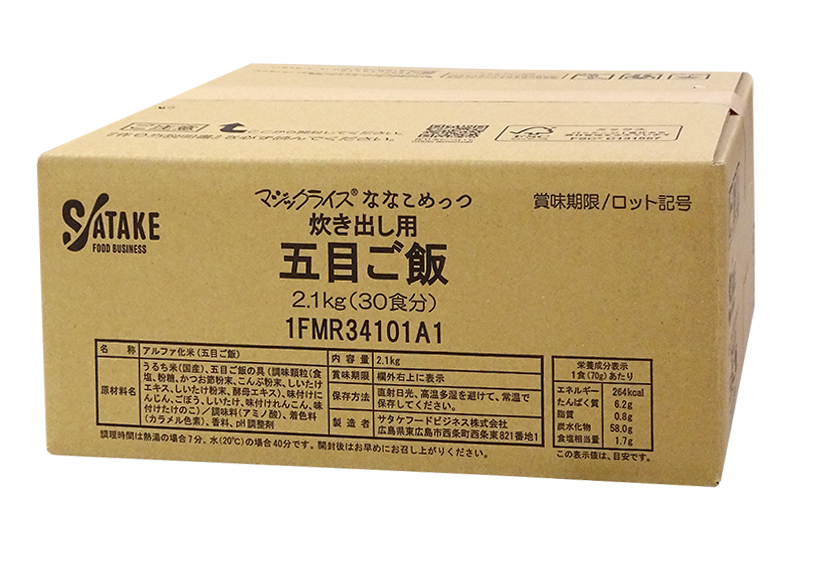 FSC C131587
SATAKE
FOOD BUSINESS
マジックライス® ななこめっつ
炊き出し用
五目ご飯
2.1kg(30食分)
1FMR34101A1
賞味期限/ロット記号
名称 アルファ化米(五目ご飯)
原材料名
うるち米(国産)、五目ご飯の具(調味顆粒(食
塩、粉糖、かつお節粉末、こんぶ粉末、しいたけ
エキス、しいたけ粉末、酵母エキス)、味付けに
んじん、ごぼう、しいたけ、味付けれんこん、味
付けたけのこ)/調味料(アミノ酸)、着色料
(カラメル色素)、香料、pH調整剤
内容量 2.1kg
賞味期限 欄外右上に表示
保存方法 直射日光、高温多湿を避けて、常温で
保存してください。
製造者 サタケフードビジネス株式会社
広島県東広島市西条町西条東821番地1
調理時間は熱湯の場合7分、水(20℃)の場合40分です。開封後はお早めにお召し上がりください。
栄養成分表示
1食(70g)あたり
エネルギー 264kcal
たんぱく質 6.2g
脂質 0.8g
炭水化物 58.0g
食塩相当量 1.7g
この表示値は、目安です。